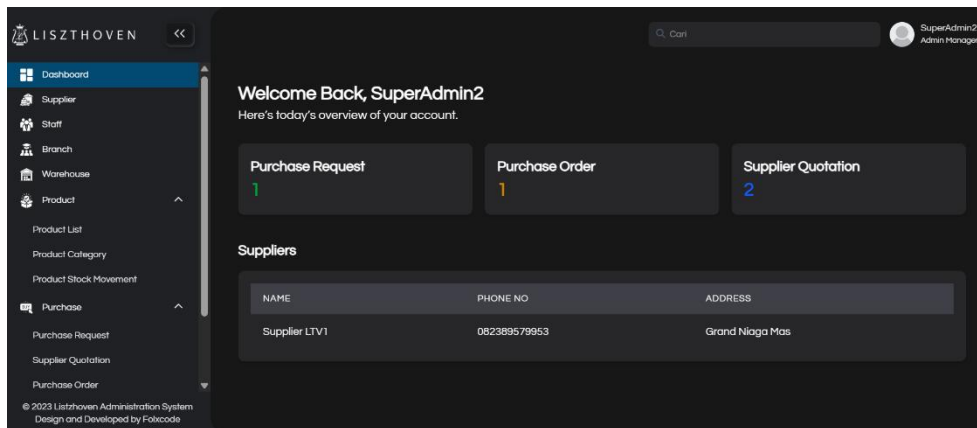 LISZTHOVEN
Cari
SuperAdmin2
Admin Manager
Dashboard
Supplier
Staff
Branch
Warehouse
Product
Product List
Product Category
Product Stock Movement
Purchase
Purchase Request
Supplier Quotation
Purchase Order
© 2023 Listzhoven Administration System
Design and Developed by Folxcode
Welcome Back, SuperAdmin2
Here's today's overview of your account.
Purchase Request
1
Purchase Order
1
Supplier Quotation
2
Suppliers
NAME PHONE NO ADDRESS
Supplier LTV1 082389579953 Grand Niaga Mas